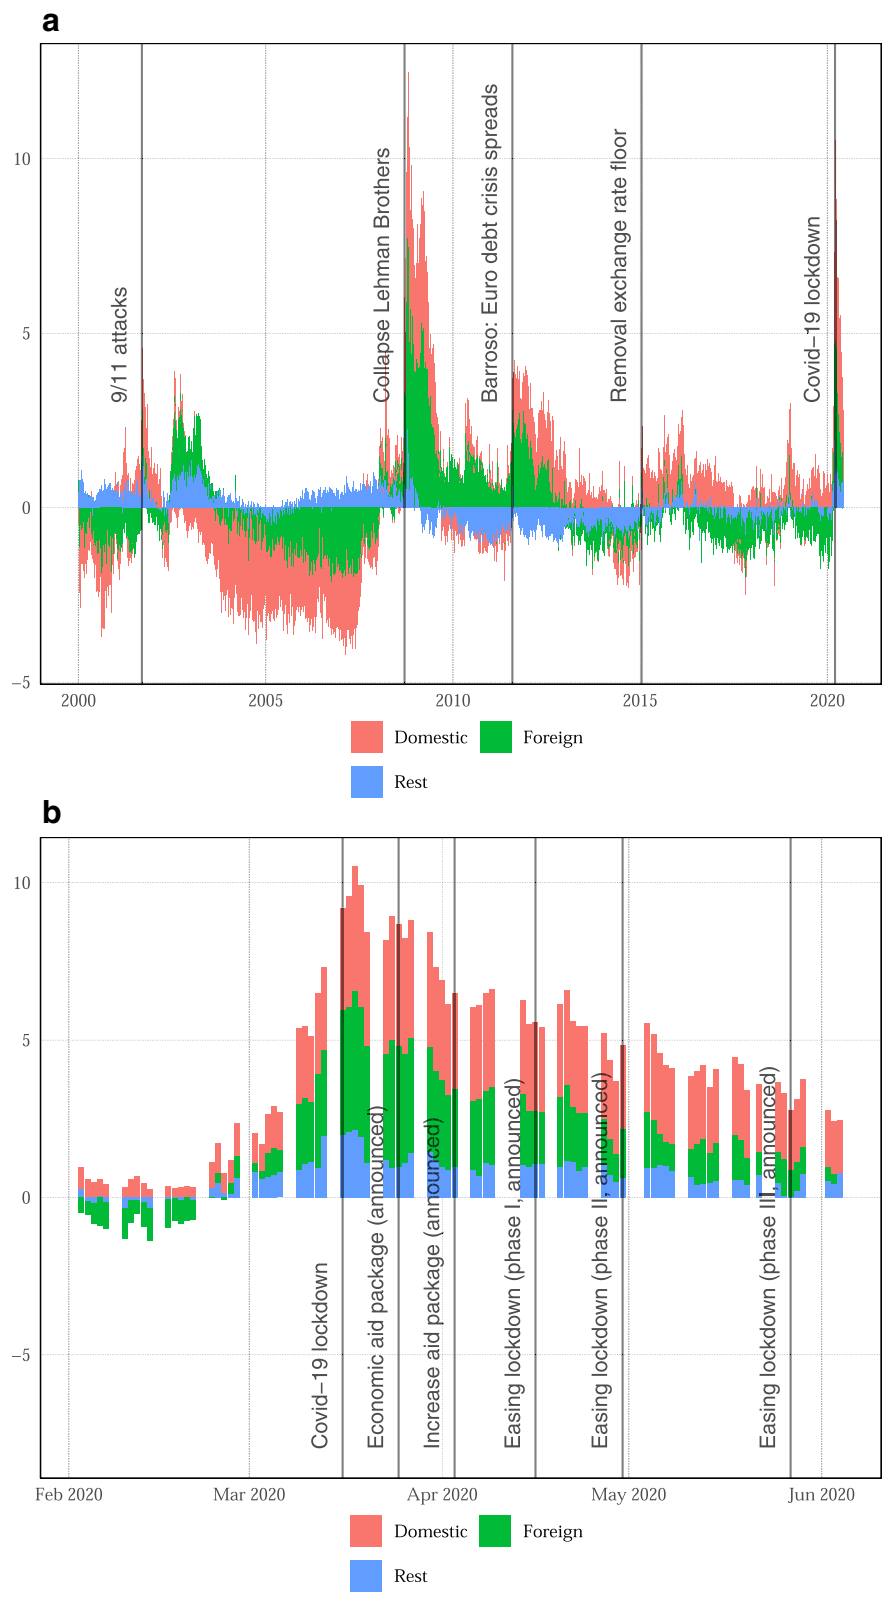 a
10
5
0
−5
9/11 attacks
Collapse Lehman Brothers
Barroso: Euro debt crisis spreads
Removal exchange rate floor
Covid−19 lockdown
2000 2005 2010 2015 2020
Domestic Foreign
Rest
b
10
5
0
−5
Covid−19 lockdown
Economic aid package (announced)
Increase aid package (announced)
Easing lockdown (phase I, announced)
Easing lockdown (phase II, announced)
Easing lockdown (phase III, announced)
Feb 2020 Mar 2020 Apr 2020 May 2020 Jun 2020
Domestic Foreign
Rest